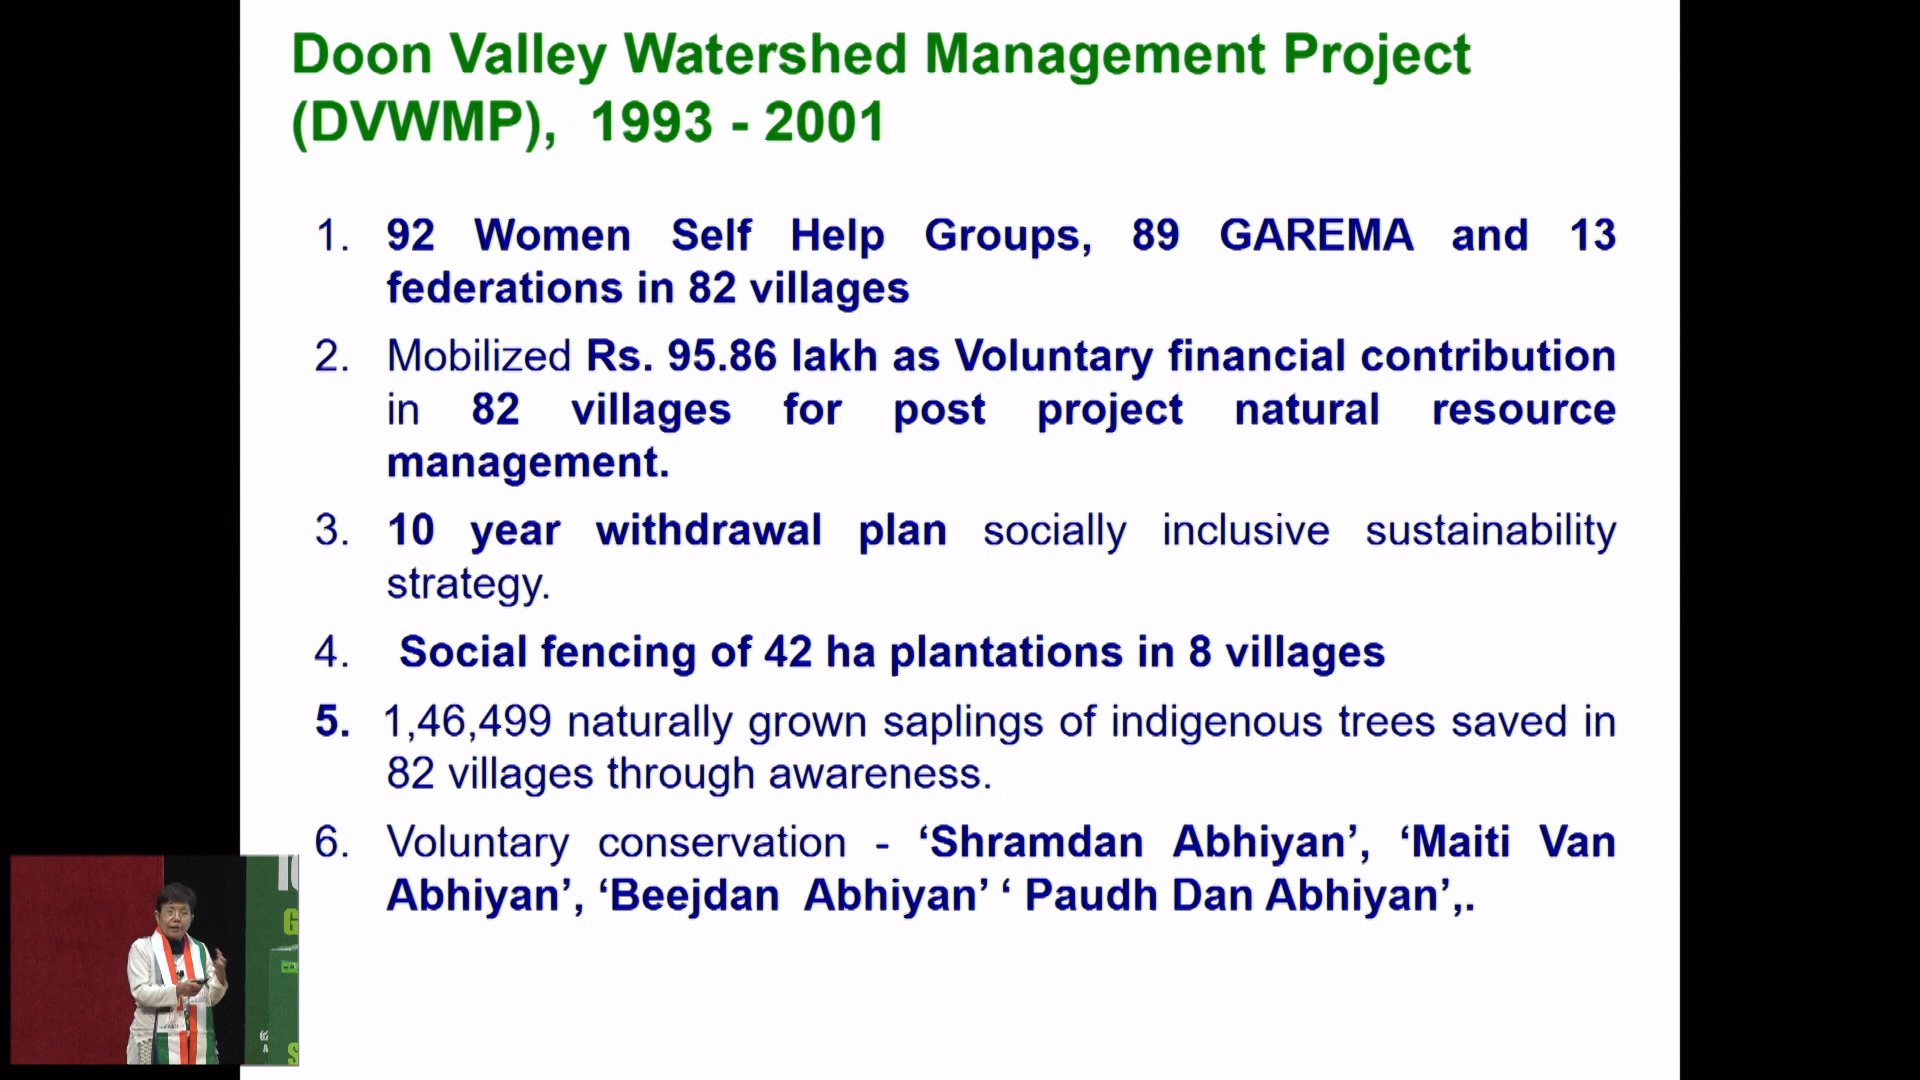 Doon Valley Watershed Management Project
(DVWMP), 1993 - 2001
1. 92 Women Self Help Groups, 89 GAREMA and 13
federations in 82 villages
2. Mobilized Rs. 95.86 lakh as Voluntary financial contribution
in 82 villages for post project natural resource
management.
3. 10 year withdrawal plan socially inclusive sustainability
strategy.
4. Social fencing of 42 ha plantations in 8 villages
5. 1,46,499 naturally grown saplings of indigenous trees saved in
82 villages through awareness.
6. Voluntary conservation - ‘Shramdan Abhiyan’, ‘Maiti Van
Abhiyan’, ‘Beejdan Abhiyan’ ‘ Paudh Dan Abhiyan’,.